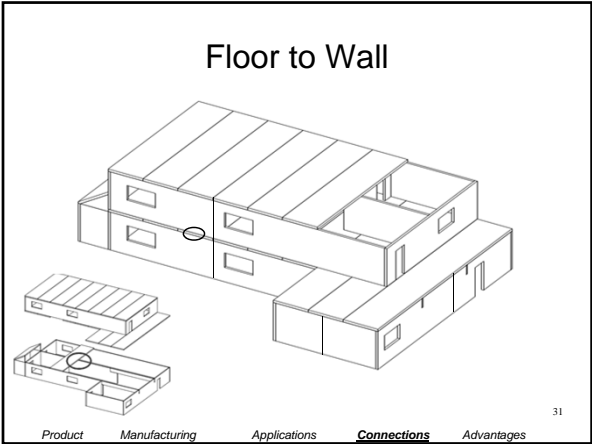 Floor to Wall
31
Product Manufacturing Applications Connections Advantages